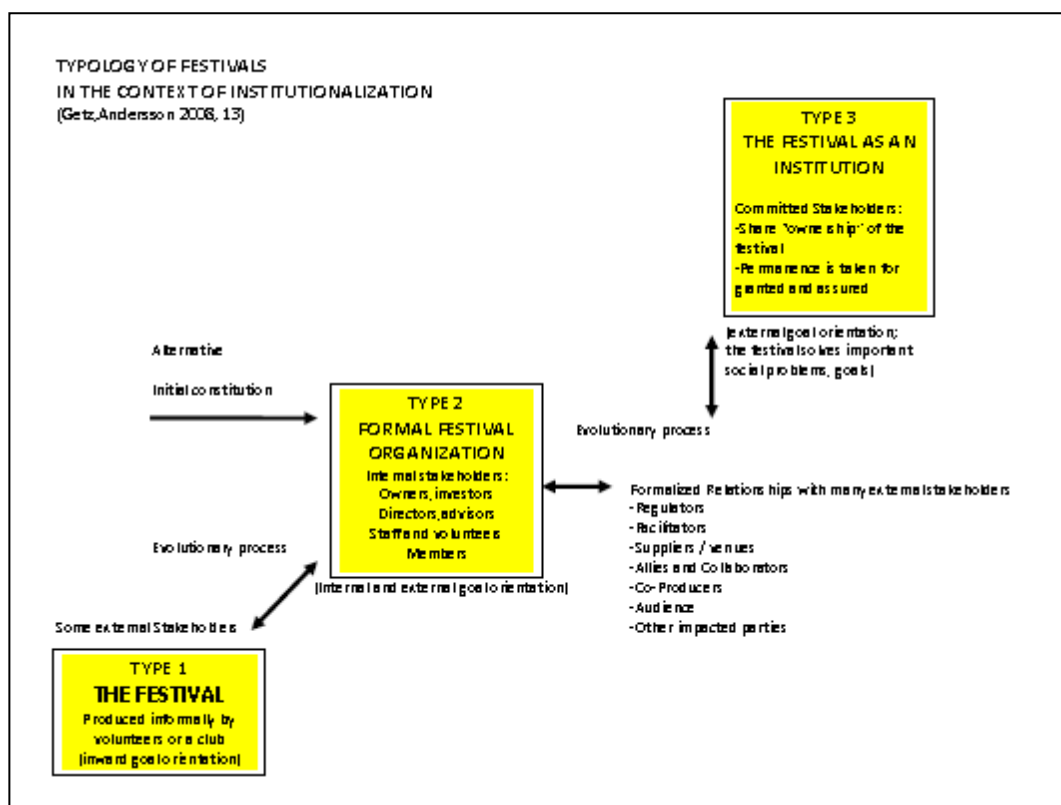 TYPOLOGY OF FESTIVALS
IN THE CONTEXT OF INSTITUTIONALIZATION
(Getz,Andersson 2008, 13)
TYPE 3
THE FESTIVAL AS AN
INSTITUTION
Committed Stakeholders:
-Share "ownership" of the
festival
-Permanence is taken for
granted and assured
(external goal orientation;
the festival solves important
social problems, goals)
Alternative
Initial constitution
TYPE 2
FORMAL FESTIVAL
ORGANIZATION
Internal stakeholders:
Owners, investors
Directors,advisors
Staff and volunteers
Members
(Internal and external goal orientation)
Evolutionary process
Formalized Relationships with many external stakeholders
-Regulators
-Facilitators
-Suppliers / venues
-Allies and Collaborators
-Co-Producers
-Audience
-Other impacted parties
Evolutionary process
Some external Stakeholders
TYPE 1
THE FESTIVAL
Produced informally by
volunteers or a club
(inward goal orientation)